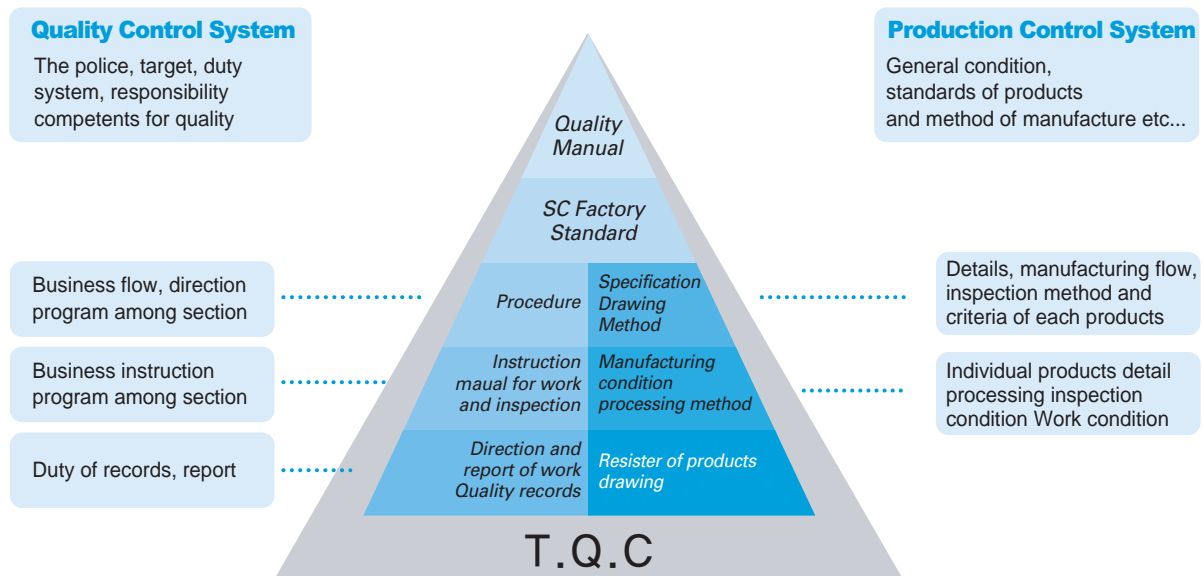 Quality Control System
The police, target, duty
system, responsibility
competents for quality
Production Control System
General condition,
standards of products
and method of manufacture etc...
Quality
Manual
SC Factory
Standard
Business flow, direction
program among section
Procedure
Specification
Drawing
Method
Details, manufacturing flow,
inspection method and
criteria of each products
Business instruction
program among section
Instruction
maual for work
and inspection
Manufacturing
condition
processing method
Individual products detail
processing inspection
condition Work condition
Duty of records, report
Direction and
report of work
Quality records
Resister of products
drawing
T.Q.C